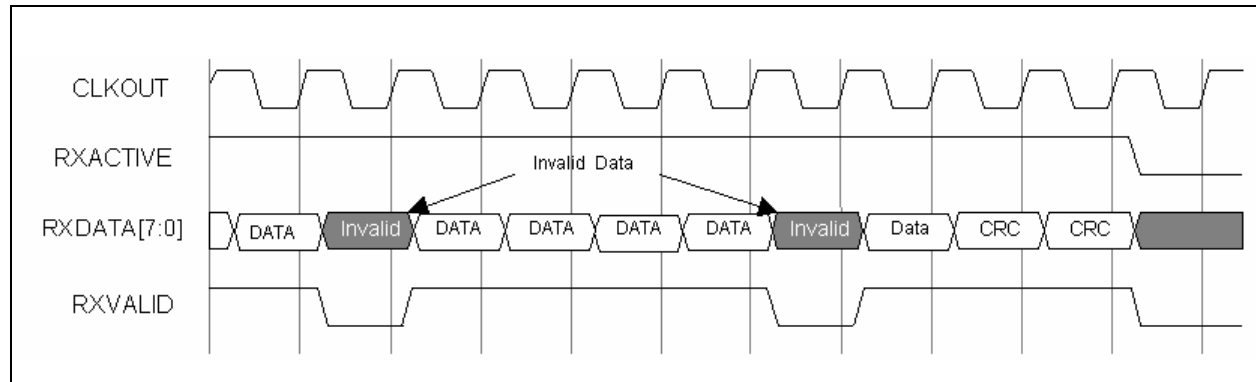 CLKOUT
RXACTIVE
Invalid Data
RXDATA[7:0] DATA Invalid DATA DATA DATA DATA Invalid Data CRC CRC
RXVALID